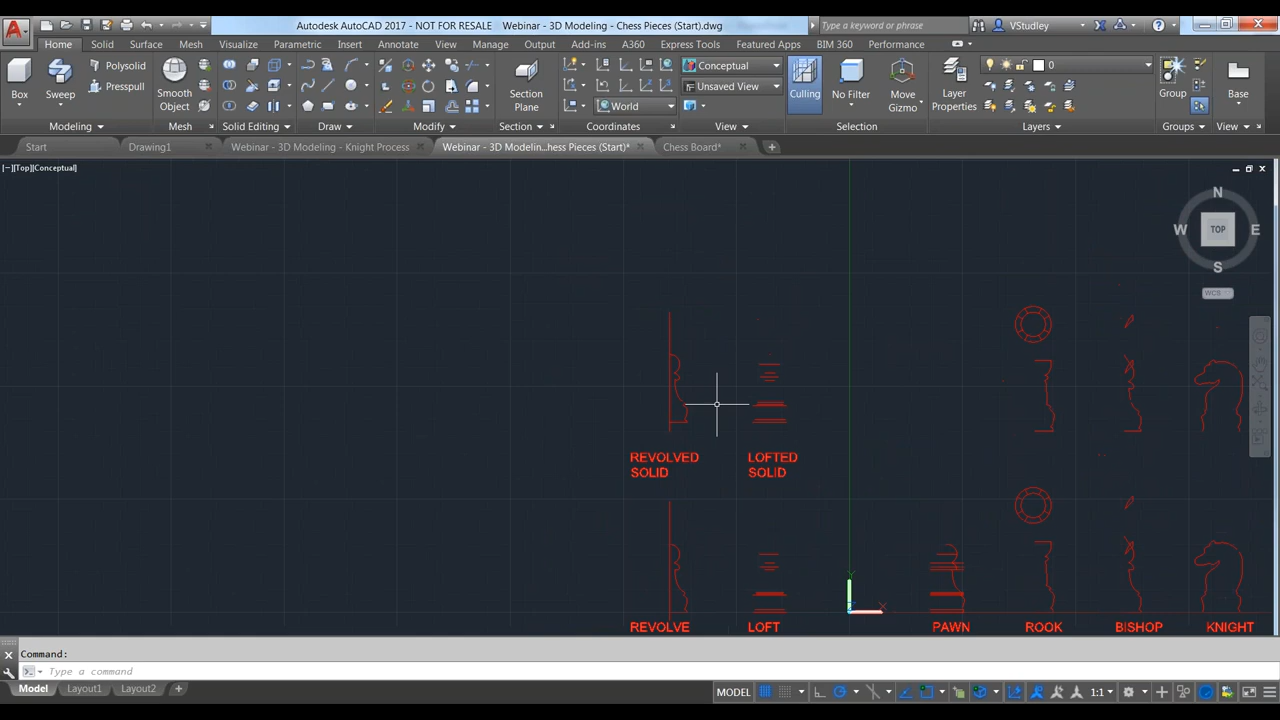 Autodesk AutoCAD 2017 - NOT FOR RESALE Webinar - 3D Modeling - Chess Pieces (Start).dwg
Type a keyword or phrase
VStudley
Home Solid Surface Mesh Visualize Parametric Insert Annotate View Manage Output Add-ins A360 Express Tools Featured Apps BIM 360 Performance
Polysolid
Presspull
Box
Sweep
Smooth
Object
Section
Plane
World
Conceptual
Unsaved View
Culling
No Filter
Move
Gizmo
Layer
Properties
0
Group
Base
Modeling
Mesh
Solid Editing
Draw
Modify
Section
Coordinates
View
Selection
Layers
Groups
View
Start
Drawing1
Webinar - 3D Modeling - Knight Process
Webinar - 3D Modelin...hess Pieces (Start)*
Chess Board*
[−][Top][Conceptual]
N
W
TOP
E
S
WCS
REVOLVED
SOLID
LOFTED
SOLID
Y
X
REVOLVE
LOFT
PAWN
ROOK
BISHOP
KNIGHT
Command:
Type a command
Model
Layout1
Layout2
MODEL
1:1